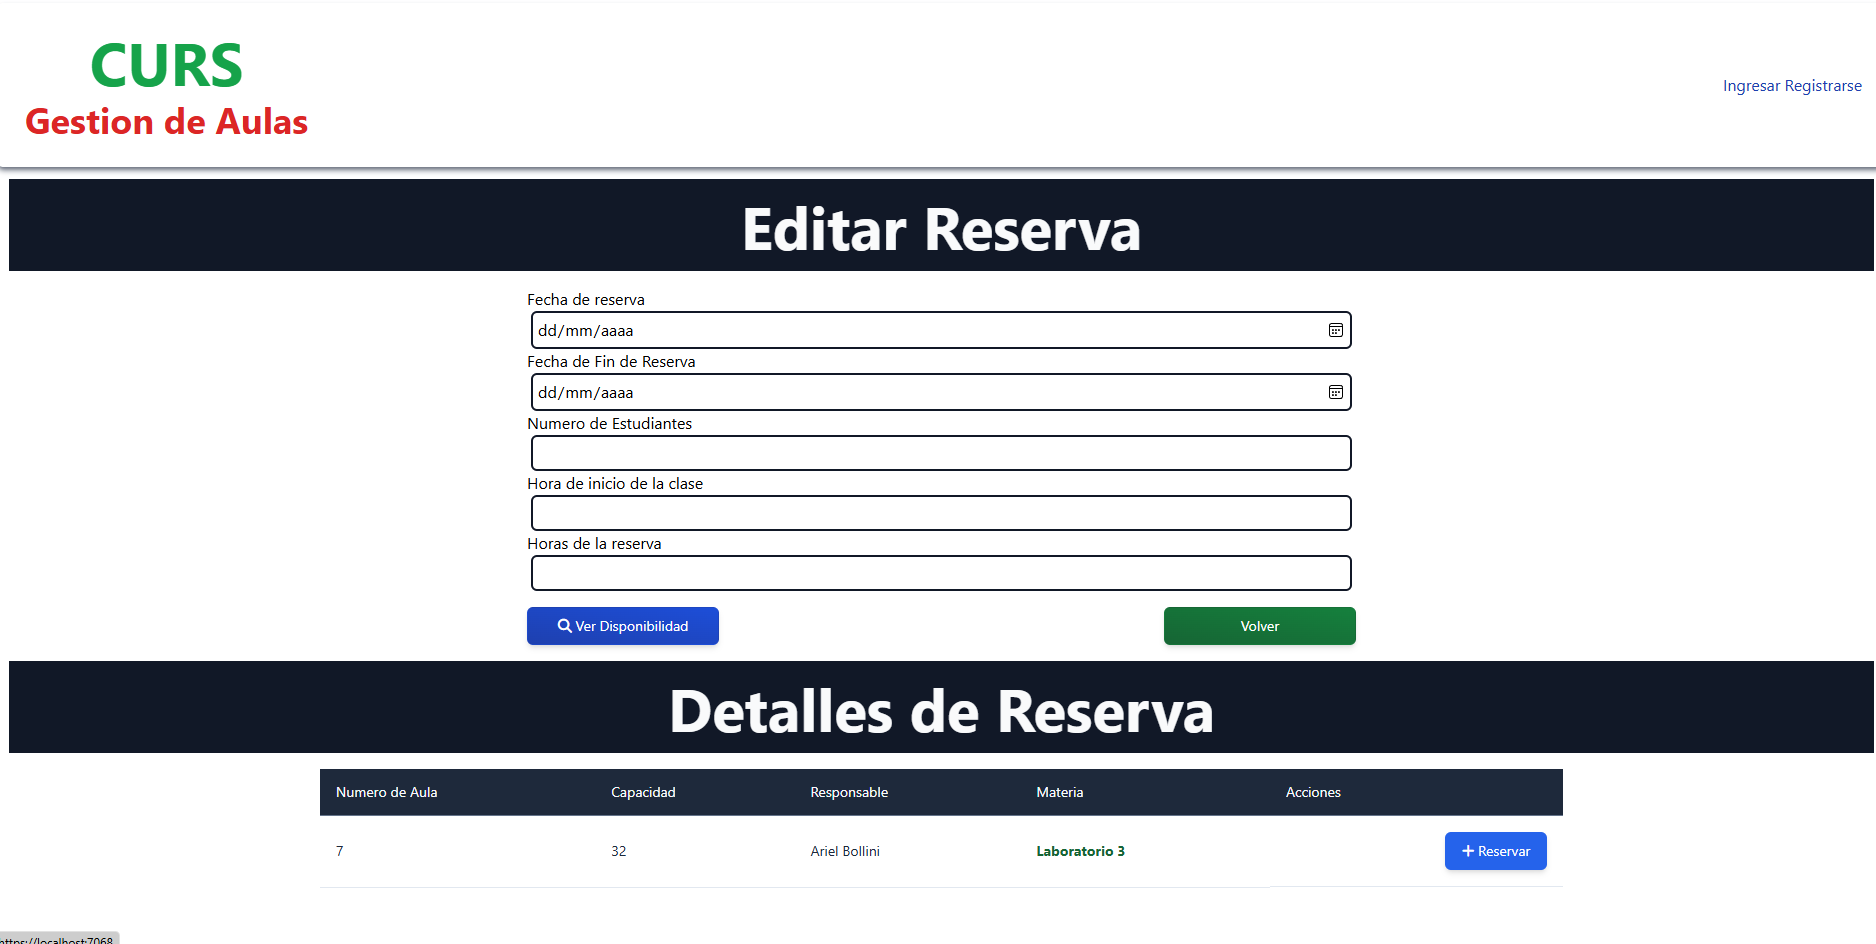 CURS
Gestion de Aulas
Ingresar Registrarse
Editar Reserva
Fecha de reserva
dd/mm/aaaa
Fecha de Fin de Reserva
dd/mm/aaaa
Numero de Estudiantes
Hora de inicio de la clase
Horas de la reserva
Ver Disponibilidad
Volver
Detalles de Reserva
Numero de Aula Capacidad Responsable Materia Acciones
7 32 Ariel Bollini Laboratorio 3 + Reservar
https://localhost:7068